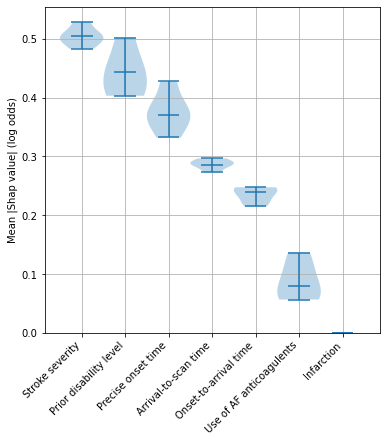 Mean |Shap value| (log odds)
0.5
0.4
0.3
0.2
0.1
0.0
Stroke severity
Prior disability level
Precise onset time
Arrival-to-scan time
Onset-to-arrival time
Use of AF anticoagulents
Infarction